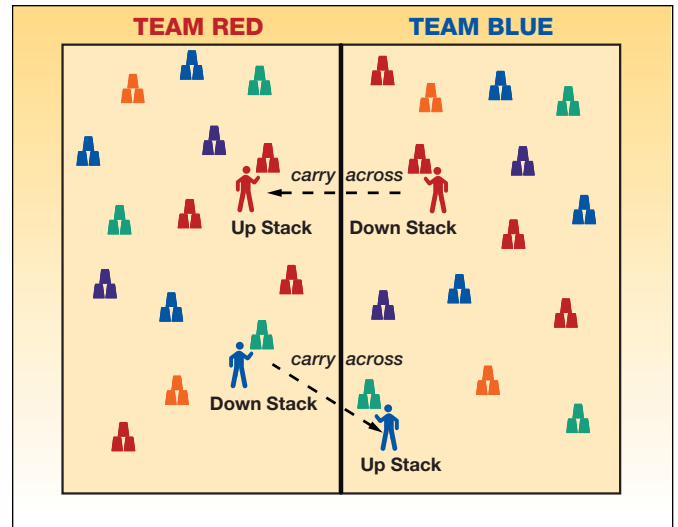 TEAM RED
TEAM BLUE
carry across
Up Stack
Down Stack
carry across
Down Stack
Up Stack